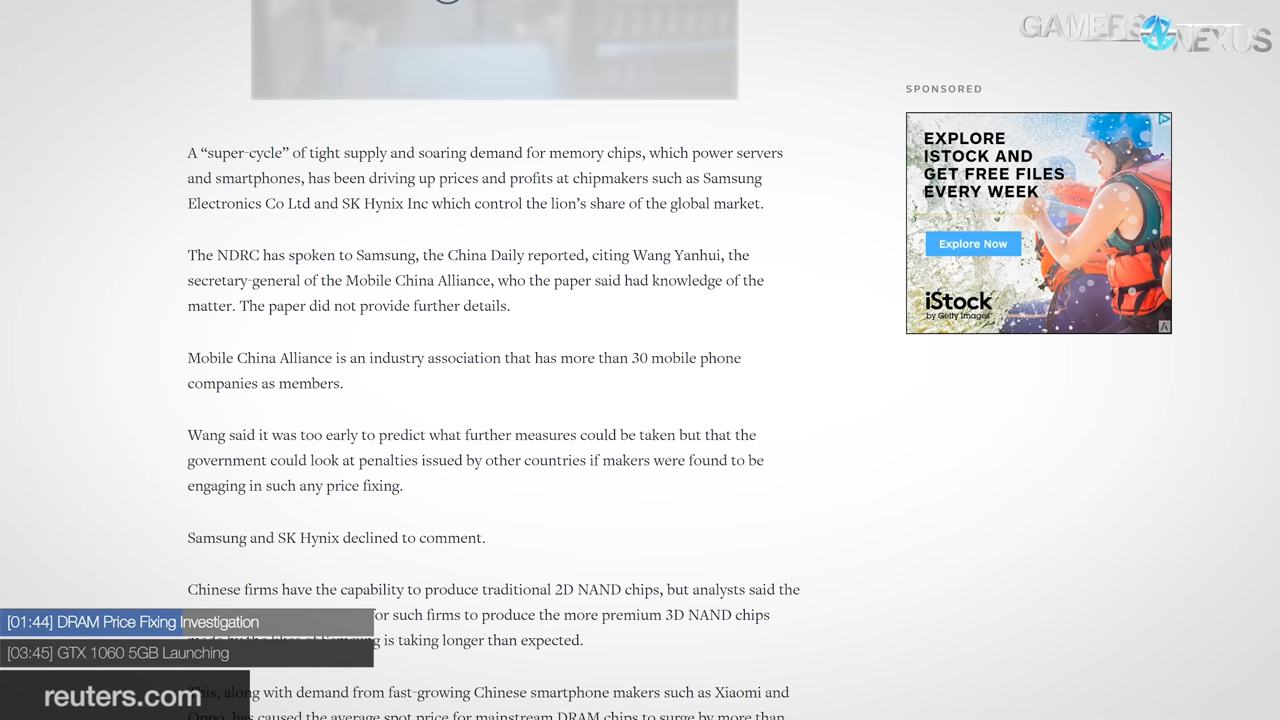 GAMERS NEXUS
SPONSORED
EXPLORE
ISTOCK AND
GET FREE FILES
EVERY WEEK
Explore Now
iStock
by Getty Images
A “super-cycle” of tight supply and soaring demand for memory chips, which power servers
and smartphones, has been driving up prices and profits at chipmakers such as Samsung
Electronics Co Ltd and SK Hynix Inc which control the lion’s share of the global market.
The NDRC has spoken to Samsung, the China Daily reported, citing Wang Yanhui, the
secretary-general of the Mobile China Alliance, who the paper said had knowledge of the
matter. The paper did not provide further details.
Mobile China Alliance is an industry association that has more than 30 mobile phone
companies as members.
Wang said it was too early to predict what further measures could be taken but that the
government could look at penalties issued by other countries if makers were found to be
engaging in such any price fixing.
Samsung and SK Hynix declined to comment.
Chinese firms have the capability to produce traditional 2D NAND chips, but analysts said the
for such firms to produce the more premium 3D NAND chips
is taking longer than expected.
This, along with demand from fast-growing Chinese smartphone makers such as Xiaomi and
Oppo, has caused the average spot price for mainstream DRAM chips to surge by more than
[01:44] DRAM Price Fixing Investigation
[03:45] GTX 1060 5GB Launching
reuters.com